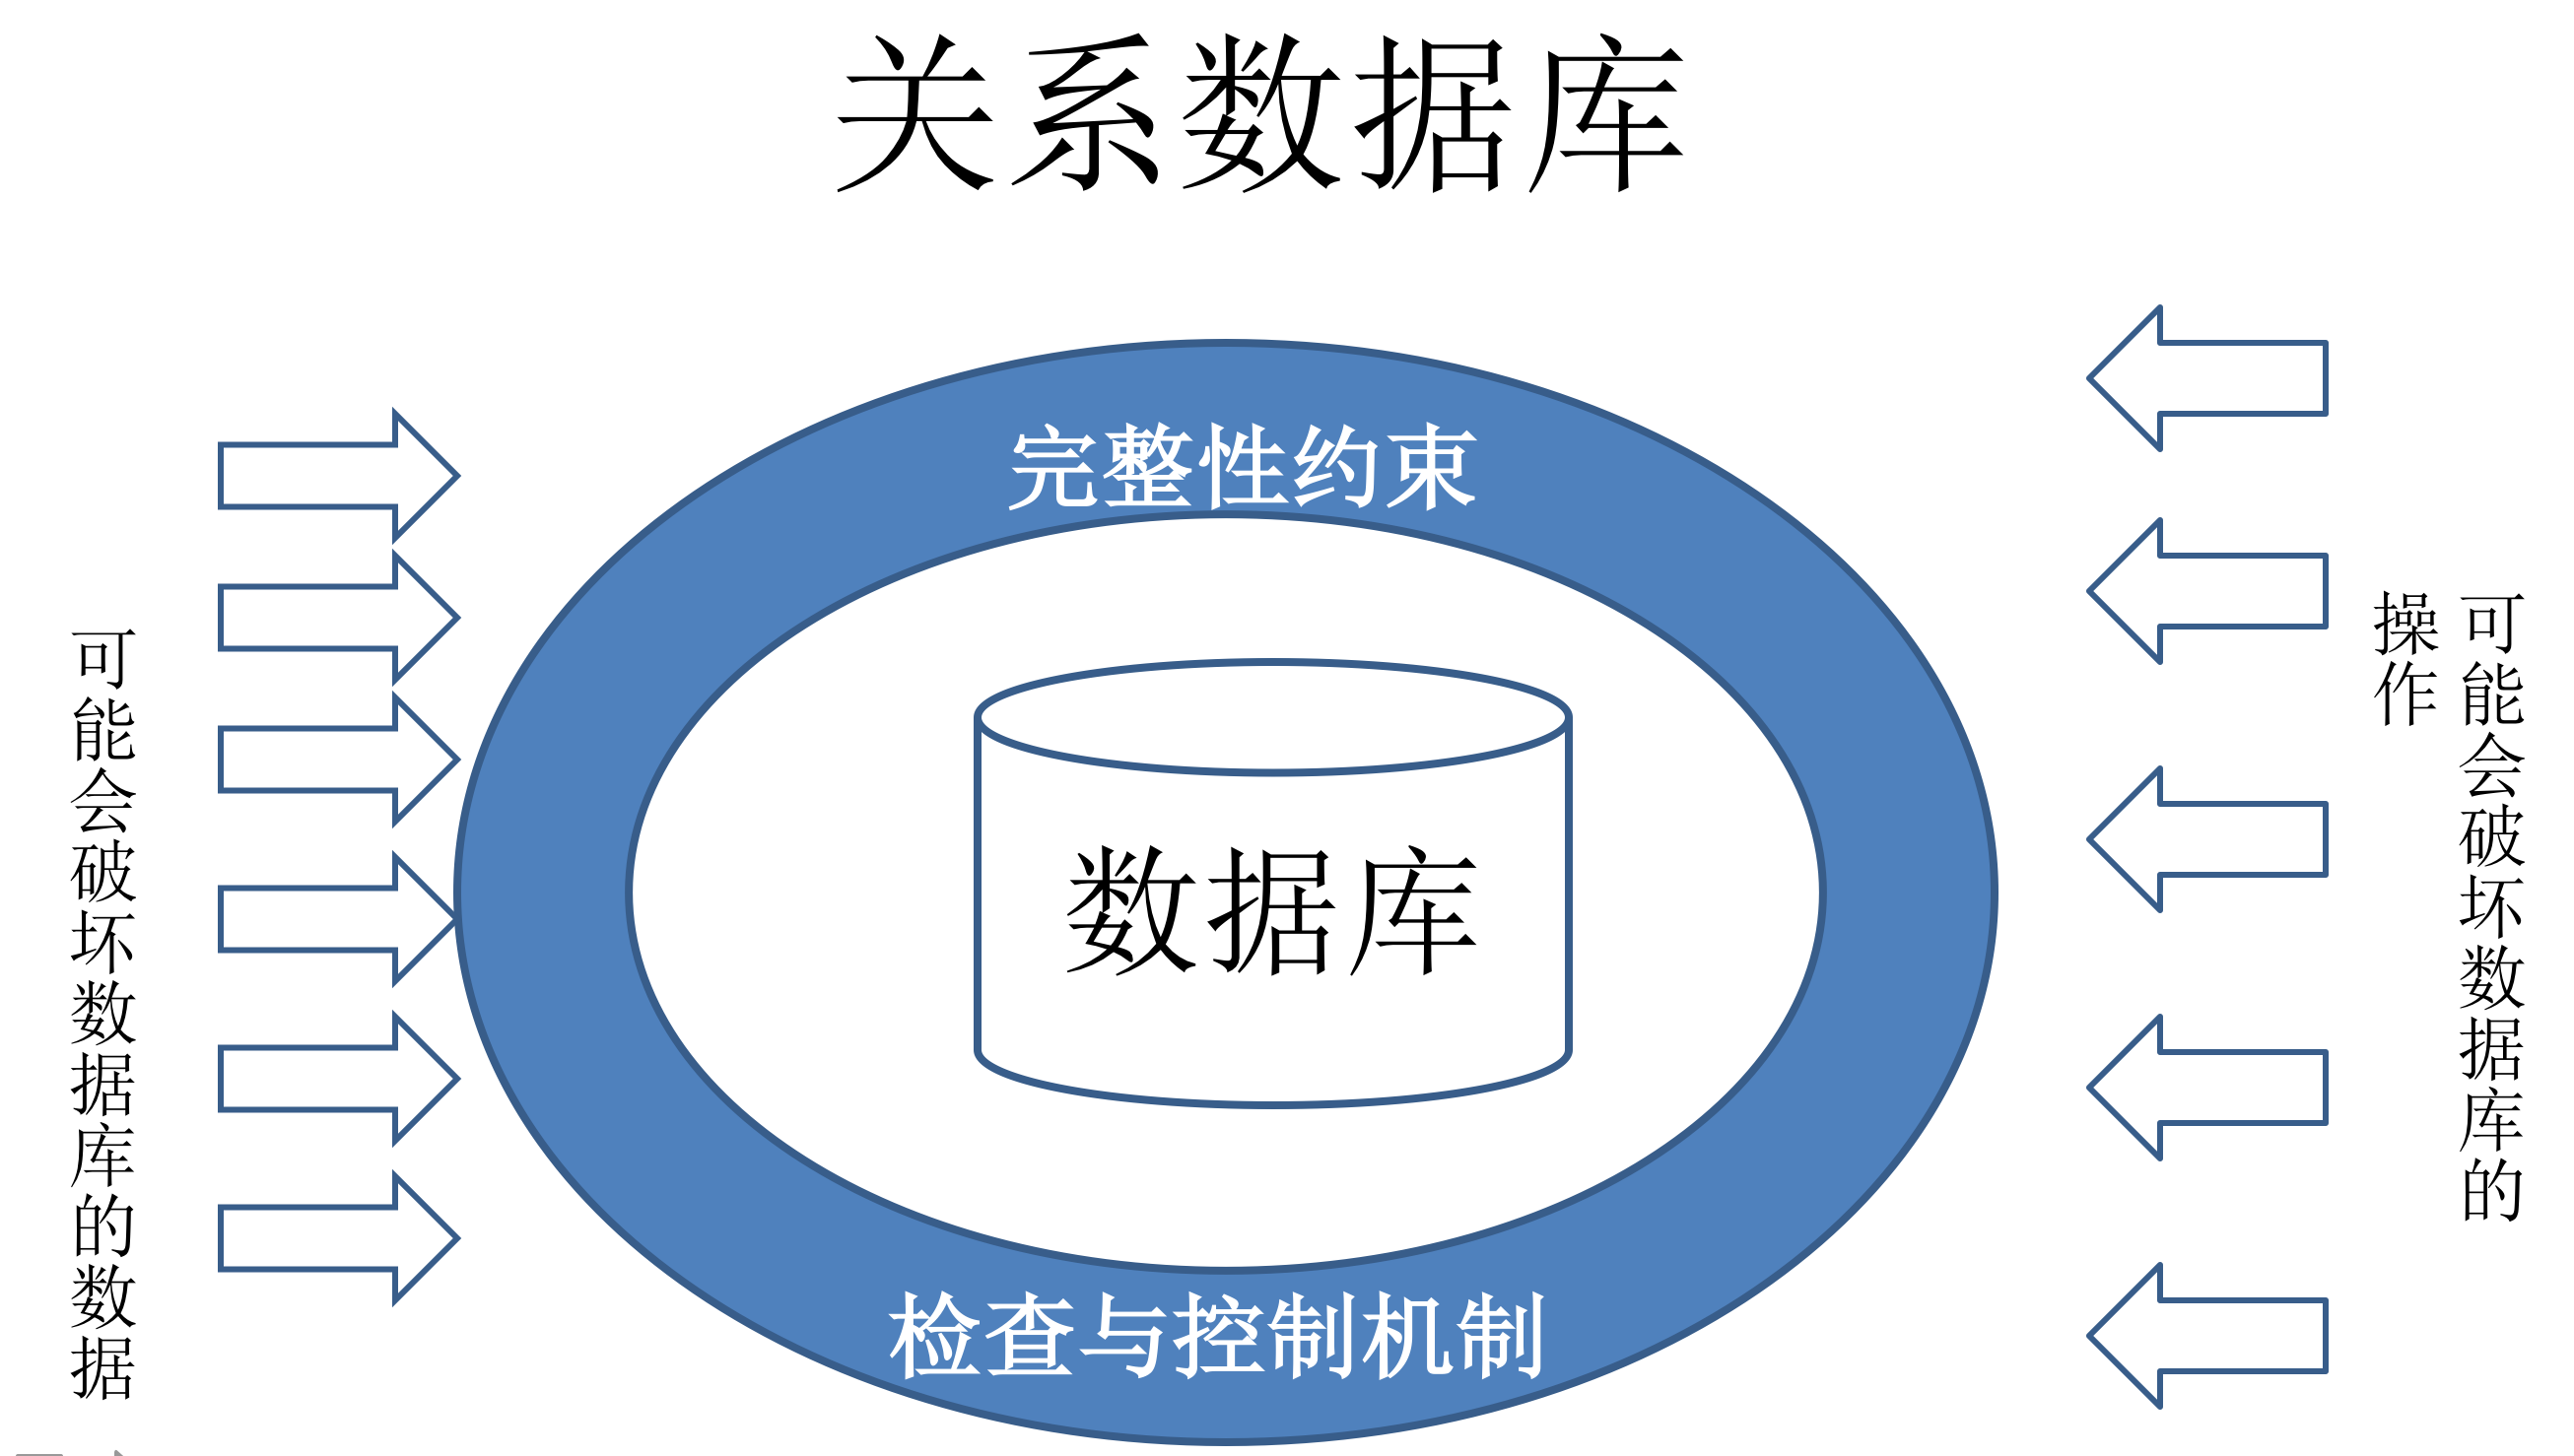 关系数据库
完整性约束
数据库
检查与控制机制
可能会破坏数据库的数据
可能会破坏数据库的
操作